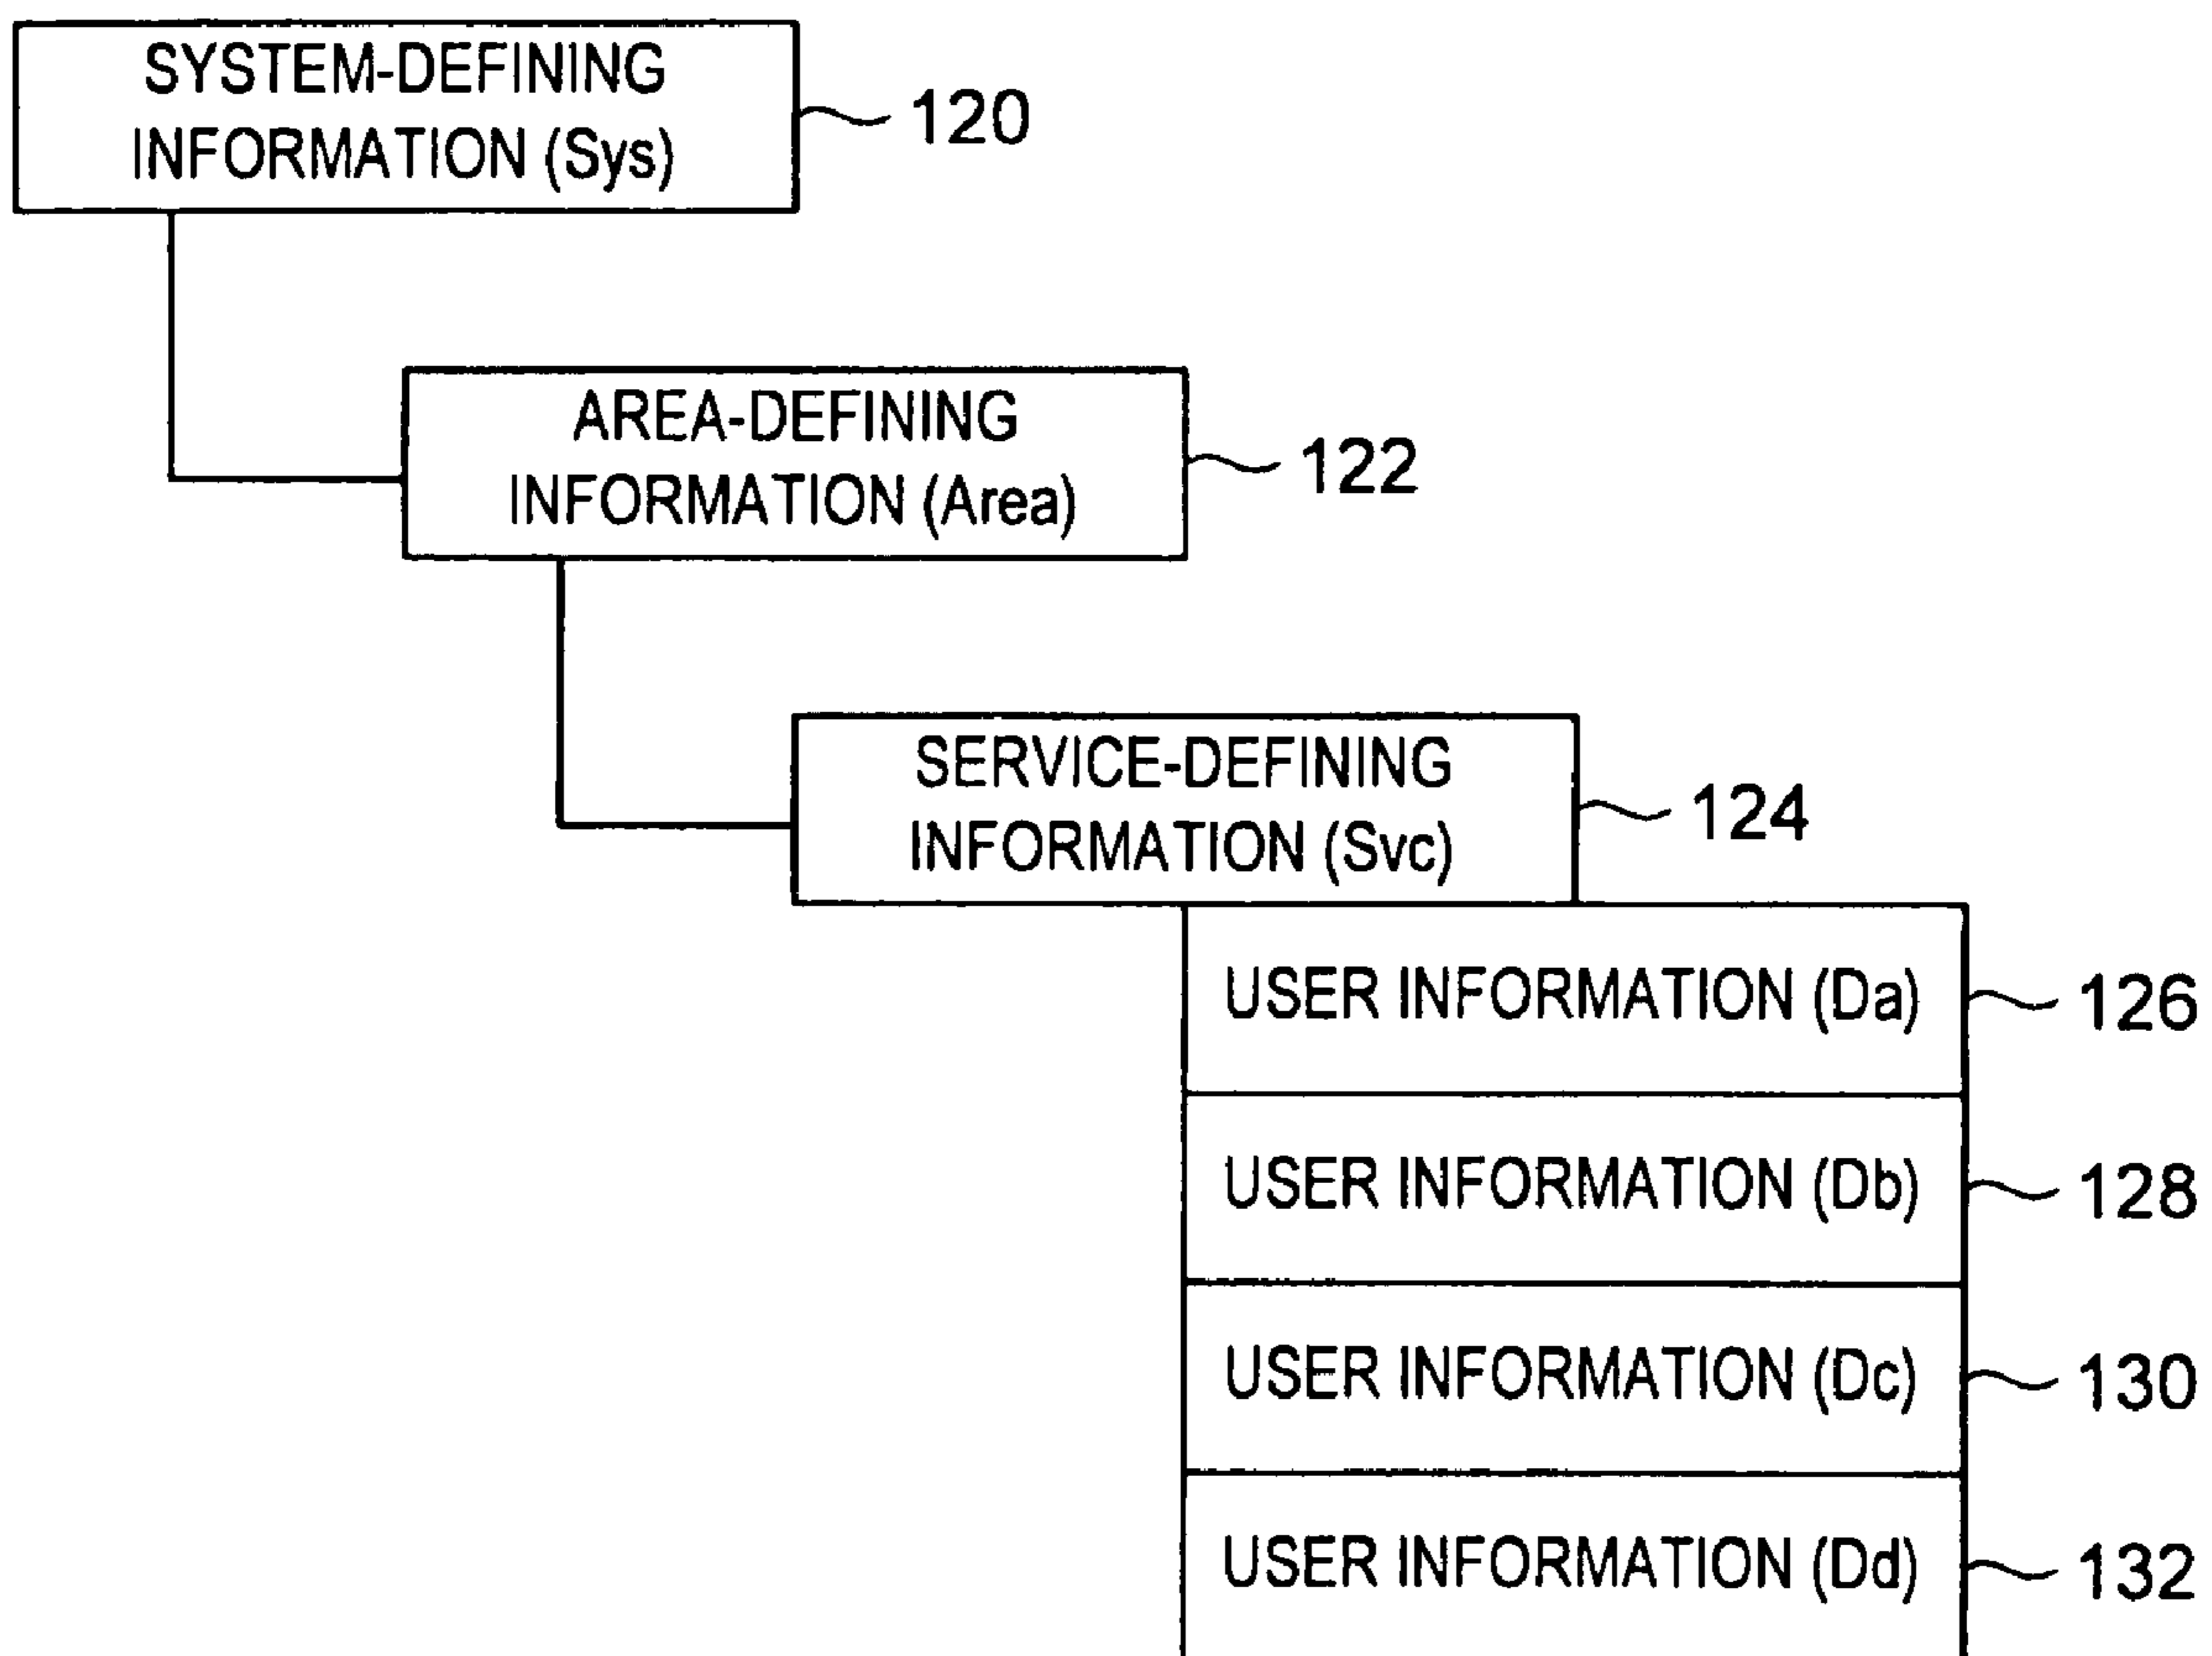 SYSTEM-DEFINING
INFORMATION (Sys)
120
AREA-DEFINING
INFORMATION (Area)
122
SERVICE-DEFINING
INFORMATION (Svc)
124
USER INFORMATION (Da)
126
USER INFORMATION (Db)
128
USER INFORMATION (Dc)
130
USER INFORMATION (Dd)
132